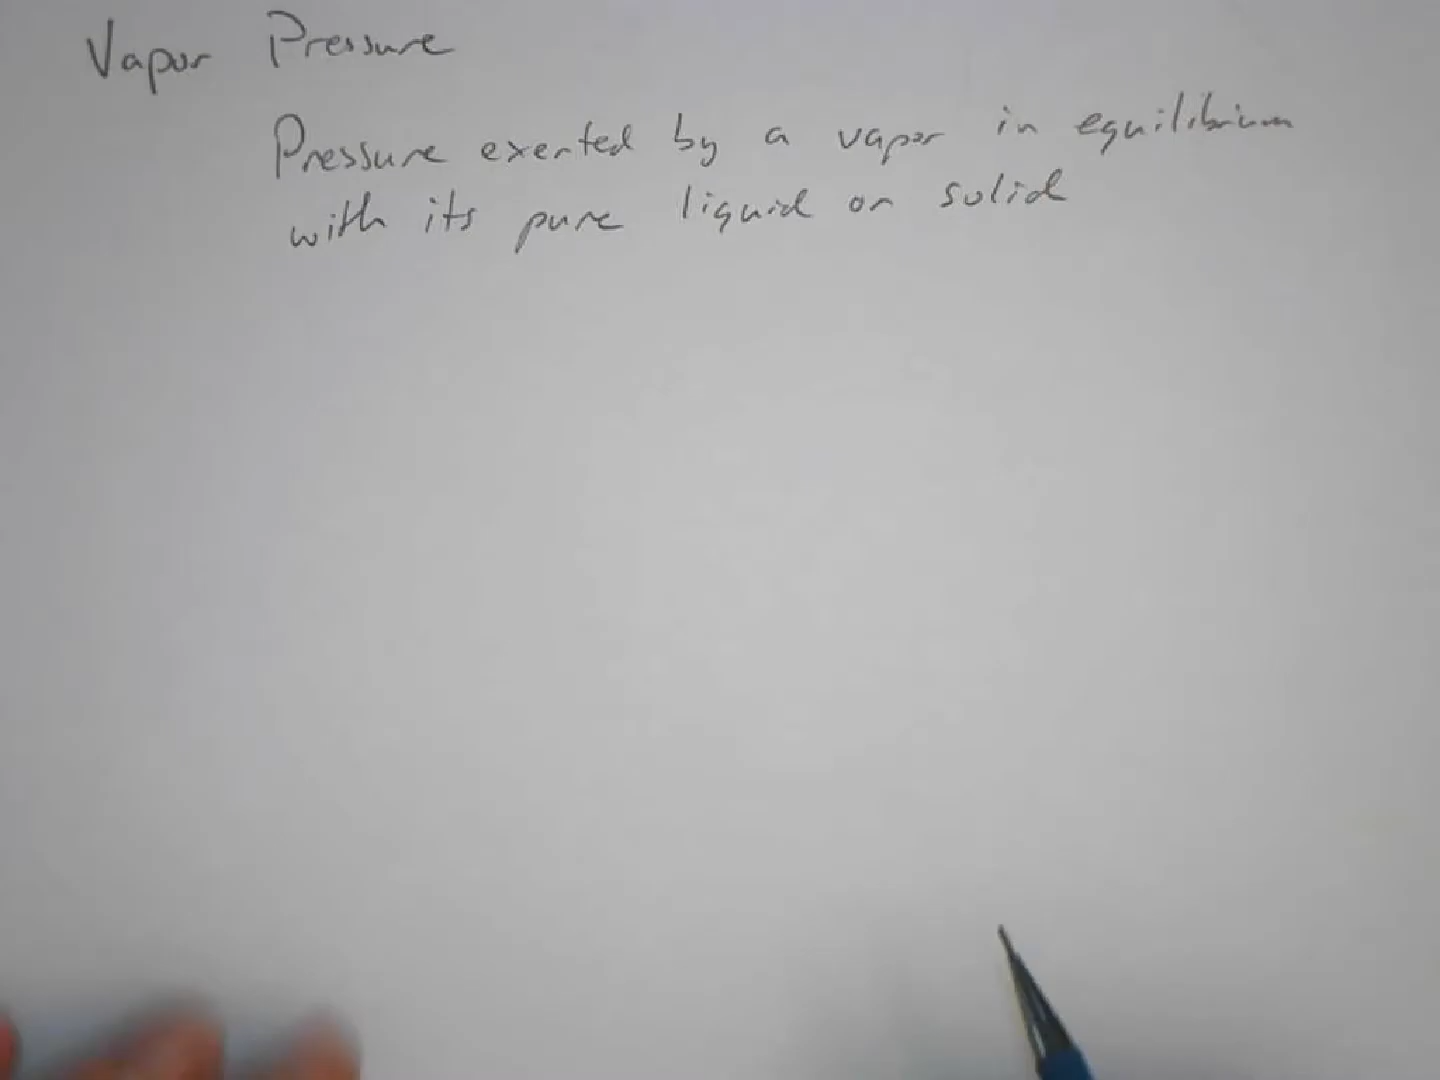 Vapor Pressure
Pressure exerted by a vapor in equilibrium
with its pure liquid or solid